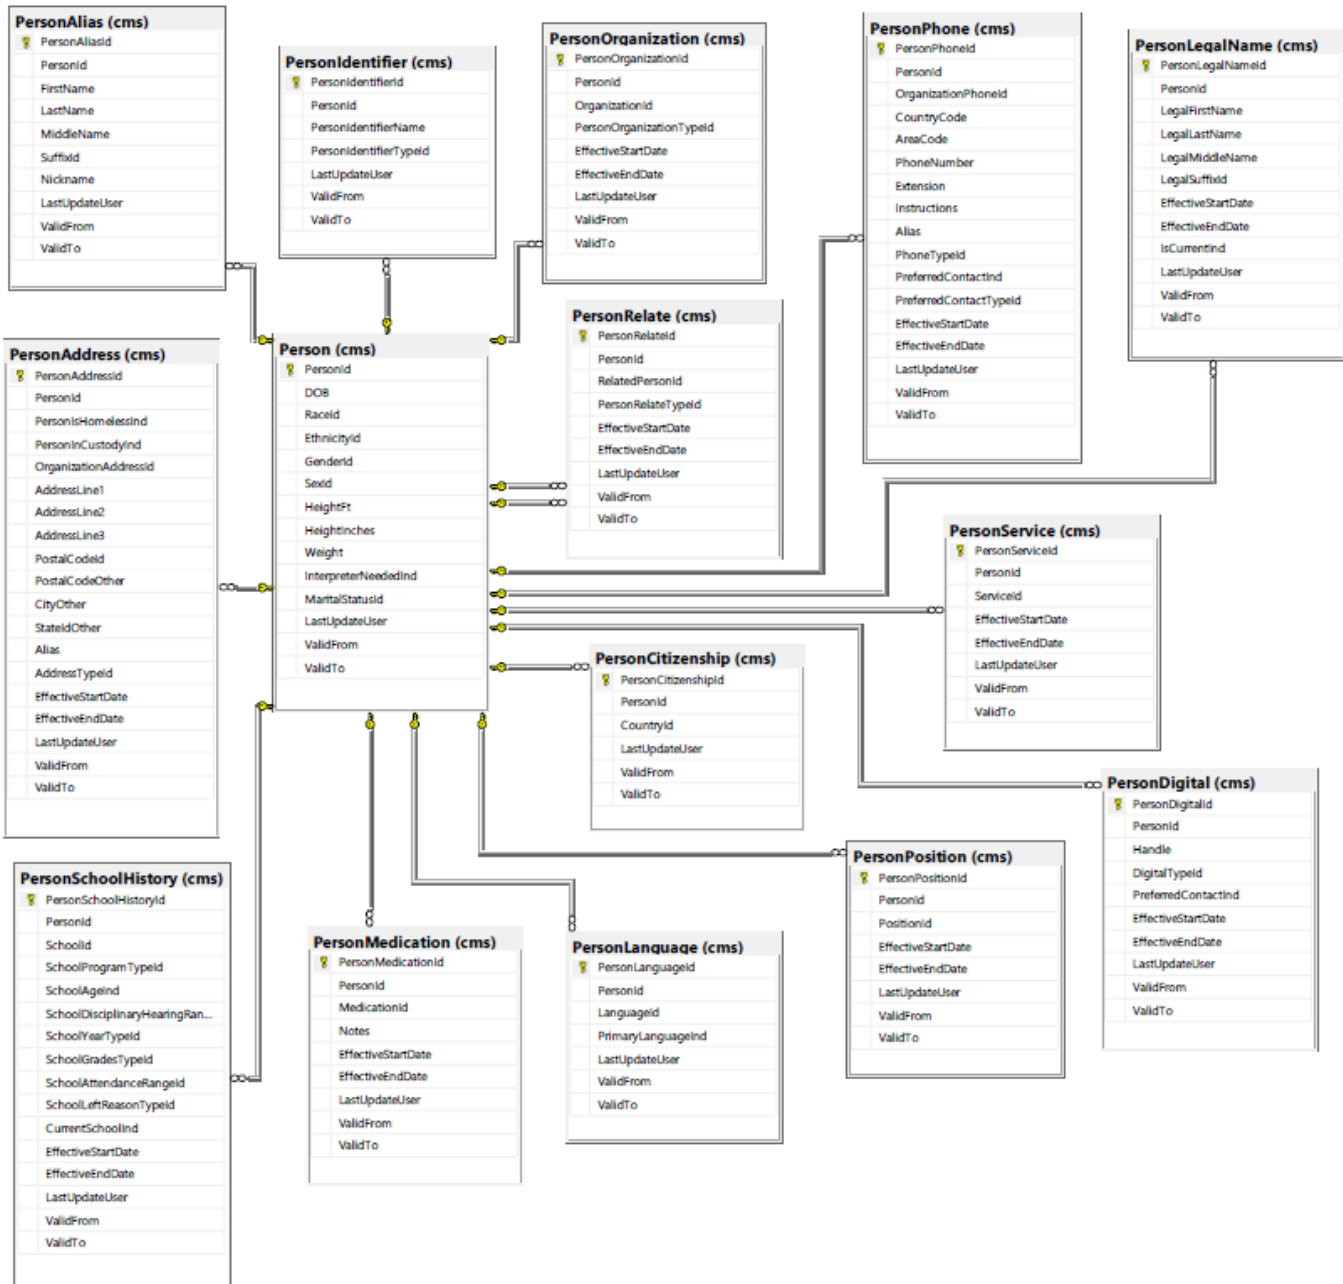 PersonAlias (cms)
PersonAliasId
PersonId
FirstName
LastName
MiddleName
SuffixId
Nickname
LastUpdateUser
ValidFrom
ValidTo
PersonIdentifier (cms)
PersonIdentifierId
PersonId
PersonIdentifierName
PersonIdentifierTypeId
LastUpdateUser
ValidFrom
ValidTo
PersonOrganization (cms)
PersonOrganizationId
PersonId
OrganizationId
PersonOrganizationTypeId
EffectiveStartDate
EffectiveEndDate
LastUpdateUser
ValidFrom
ValidTo
PersonPhone (cms)
PersonPhoneId
PersonId
OrganizationPhoneId
CountryCode
AreaCode
PhoneNumber
Extension
Instructions
Alias
PhoneTypeId
PreferredContactInd
PreferredContactTypeId
EffectiveStartDate
EffectiveEndDate
LastUpdateUser
ValidFrom
ValidTo
PersonLegalName (cms)
PersonLegalNameId
PersonId
LegalFirstName
LegalLastName
LegalMiddleName
LegalSuffixId
EffectiveStartDate
EffectiveEndDate
IsCurrentInd
LastUpdateUser
ValidFrom
ValidTo
PersonAddress (cms)
PersonAddressId
PersonId
PersonIsHomelessInd
PersonInCustodyInd
OrganizationAddressId
AddressLine1
AddressLine2
AddressLine3
PostalCodeId
PostalCodeOther
CityOther
StateIdOther
Alias
AddressTypeId
EffectiveStartDate
EffectiveEndDate
LastUpdateUser
ValidFrom
ValidTo
Person (cms)
PersonId
DOB
RaceId
EthnicityId
GenderId
SexId
HeightFt
HeightInches
Weight
InterpreterNeededInd
MaritalStatusId
LastUpdateUser
ValidFrom
ValidTo
PersonRelate (cms)
PersonRelateId
PersonId
RelatedPersonId
PersonRelateTypeId
EffectiveStartDate
EffectiveEndDate
LastUpdateUser
ValidFrom
ValidTo
PersonService (cms)
PersonServiceId
PersonId
ServiceId
EffectiveStartDate
EffectiveEndDate
LastUpdateUser
ValidFrom
ValidTo
PersonCitizenship (cms)
PersonCitizenshipId
PersonId
CountryId
LastUpdateUser
ValidFrom
ValidTo
PersonDigital (cms)
PersonDigitalId
PersonId
Handle
DigitalTypeId
PreferredContactInd
EffectiveStartDate
EffectiveEndDate
LastUpdateUser
ValidFrom
ValidTo
PersonSchoolHistory (cms)
PersonSchoolHistoryId
PersonId
SchoolId
SchoolProgramTypeId
SchoolAgeInd
SchoolDisciplinaryHearingRan...
SchoolYearTypeId
SchoolGradesTypeId
SchoolAttendanceRangeId
SchoolLeftReasonTypeId
CurrentSchoolInd
EffectiveStartDate
EffectiveEndDate
LastUpdateUser
ValidFrom
ValidTo
PersonMedication (cms)
PersonMedicationId
PersonId
MedicationId
Notes
EffectiveStartDate
EffectiveEndDate
LastUpdateUser
ValidFrom
ValidTo
PersonLanguage (cms)
PersonLanguageId
PersonId
LanguageId
PrimaryLanguageInd
LastUpdateUser
ValidFrom
ValidTo
PersonPosition (cms)
PersonPositionId
PersonId
PositionId
EffectiveStartDate
EffectiveEndDate
LastUpdateUser
ValidFrom
ValidTo